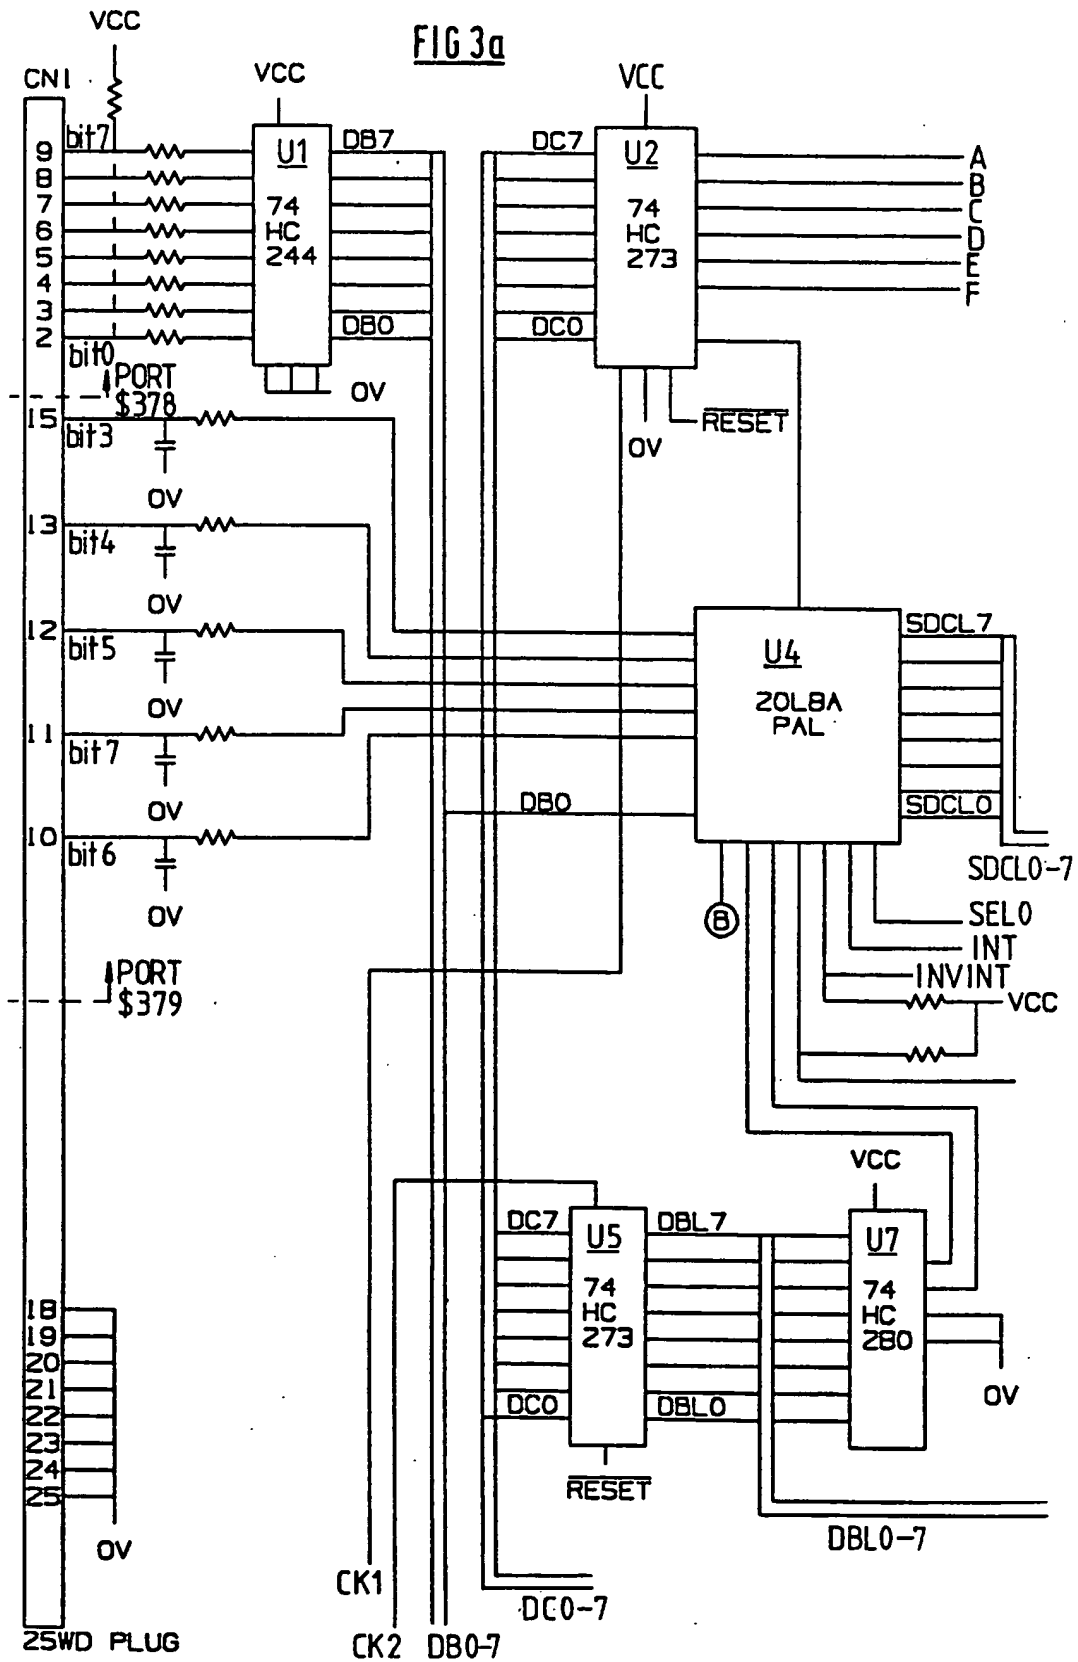 FIG 3a
VCC
CN1
9
bit7
8
7
6
5
4
3
2
bit0
VCC
U1
74
HC
244
DB7
DB0
0V
DC7
DC0
VCC
U2
74
HC
273
A
B
C
D
E
F
0V
RESET
PORT
$378
15
bit3
0V
13
bit4
0V
12
bit5
0V
11
bit7
0V
10
bit6
0V
PORT
$379
DB0
U4
20L8A
PAL
SDCL7
SDCL0
SDCL0-7
B
SEL0
INT
INVINT
VCC
DC7
DC0
U5
74
HC
273
RESET
DBL7
DBL0
VCC
U7
74
HC
280
0V
DBL0-7
18
19
20
21
22
23
24
25
0V
CK1
CK2
DB0-7
DC0-7
25WD PLUG